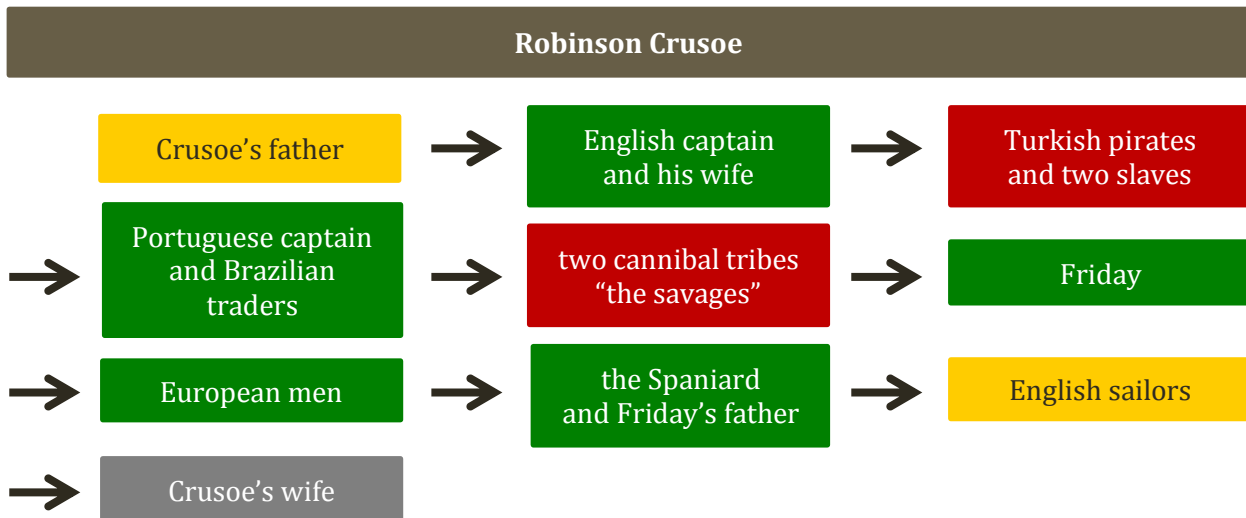 Robinson Crusoe
Crusoe’s father
English captain
and his wife
Turkish pirates
and two slaves
Portuguese captain
and Brazilian
traders
two cannibal tribes
“the savages”
Friday
European men
the Spaniard
and Friday’s father
English sailors
Crusoe’s wife